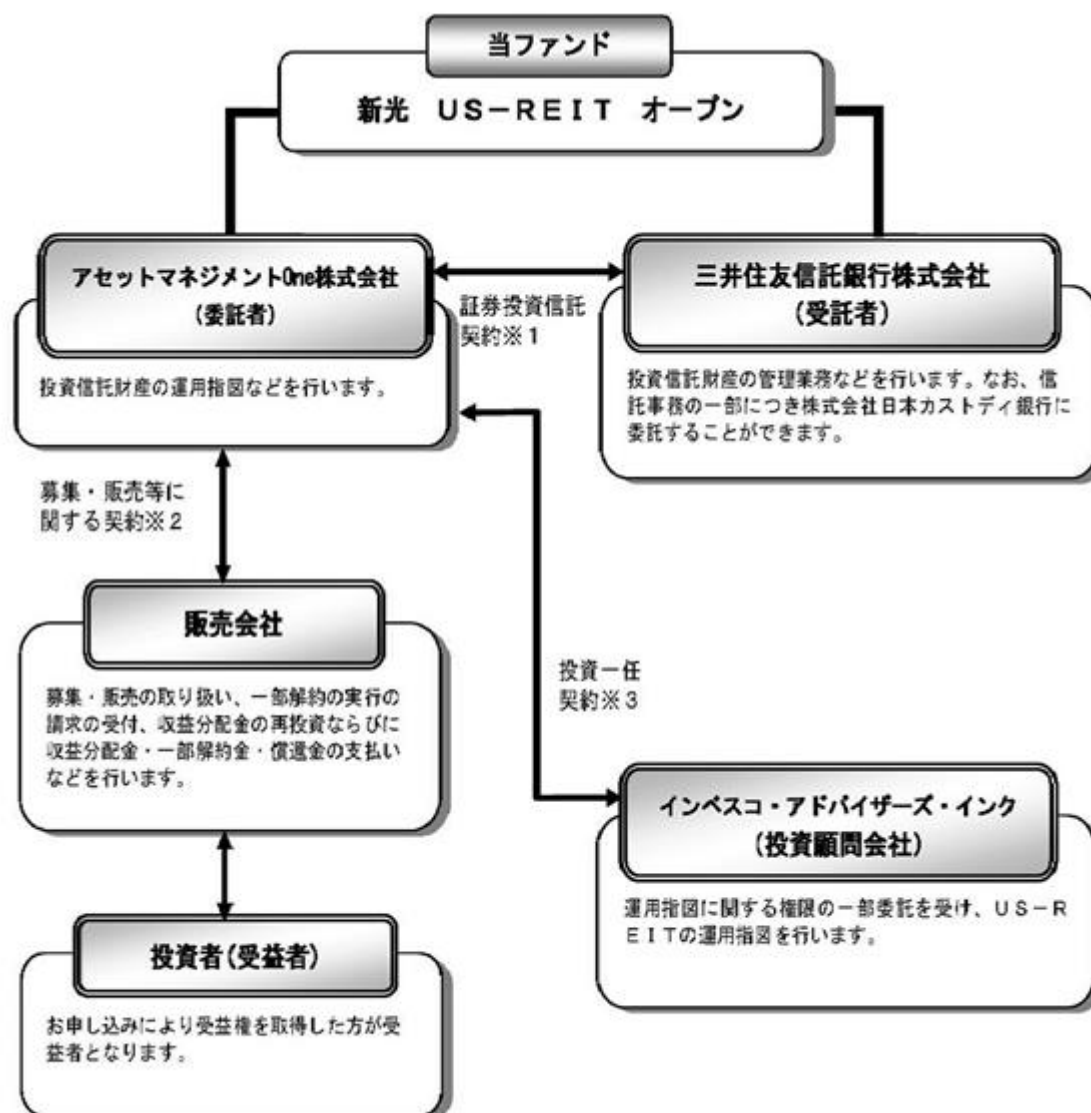 当ファンド
新光 US-REIT オープン
アセットマネジメントOne株式会社
(委託者)
投資信託財産の運用指図などを行います。
証券投資信託
契約※1
三井住友信託銀行株式会社
(受託者)
投資信託財産の管理業務などを行います。なお、信
託事務の一部につき株式会社日本カストディ銀行に
委託することができます。
募集・販売等に
関する契約※2
販売会社
募集・販売の取り扱い、一部解約の実行の
請求の受付、収益分配金の再投資ならびに
収益分配金・一部解約金・償還金の支払い
などを行います。
投資一任
契約※3
インベスコ・アドバイザーズ・インク
(投資顧問会社)
運用指図に関する権限の一部委託を受け、US-R
EITの運用指図を行います。
投資者(受益者)
お申し込みにより受益権を取得した方が受
益者となります。